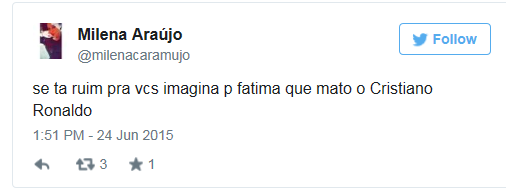 Milena Araújo
@milenacaramujo
Follow
se ta ruim pra vcs imagina p fatima que mato o Cristiano
Ronaldo
1:51 PM - 24 Jun 2015
3 1